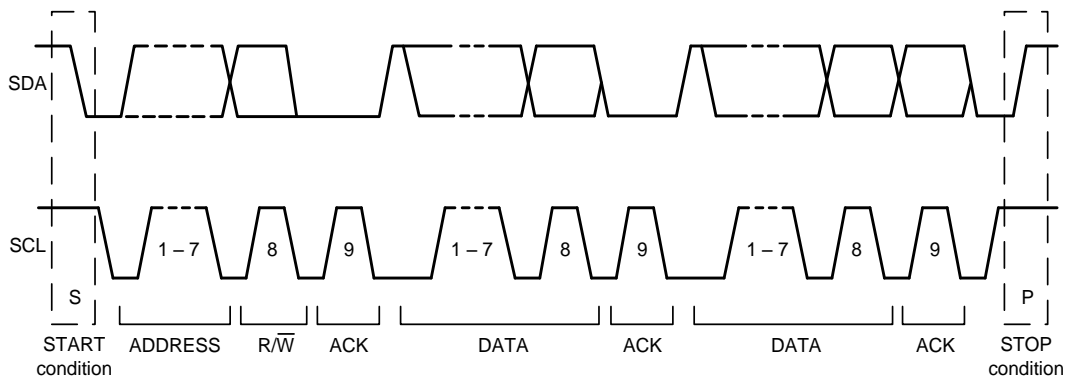 SDA
SCL
1 – 7
8
9
1 – 7
8
9
1 – 7
8
9
S
P
START
condition
ADDRESS
R/W̅
ACK
DATA
ACK
DATA
ACK
STOP
condition